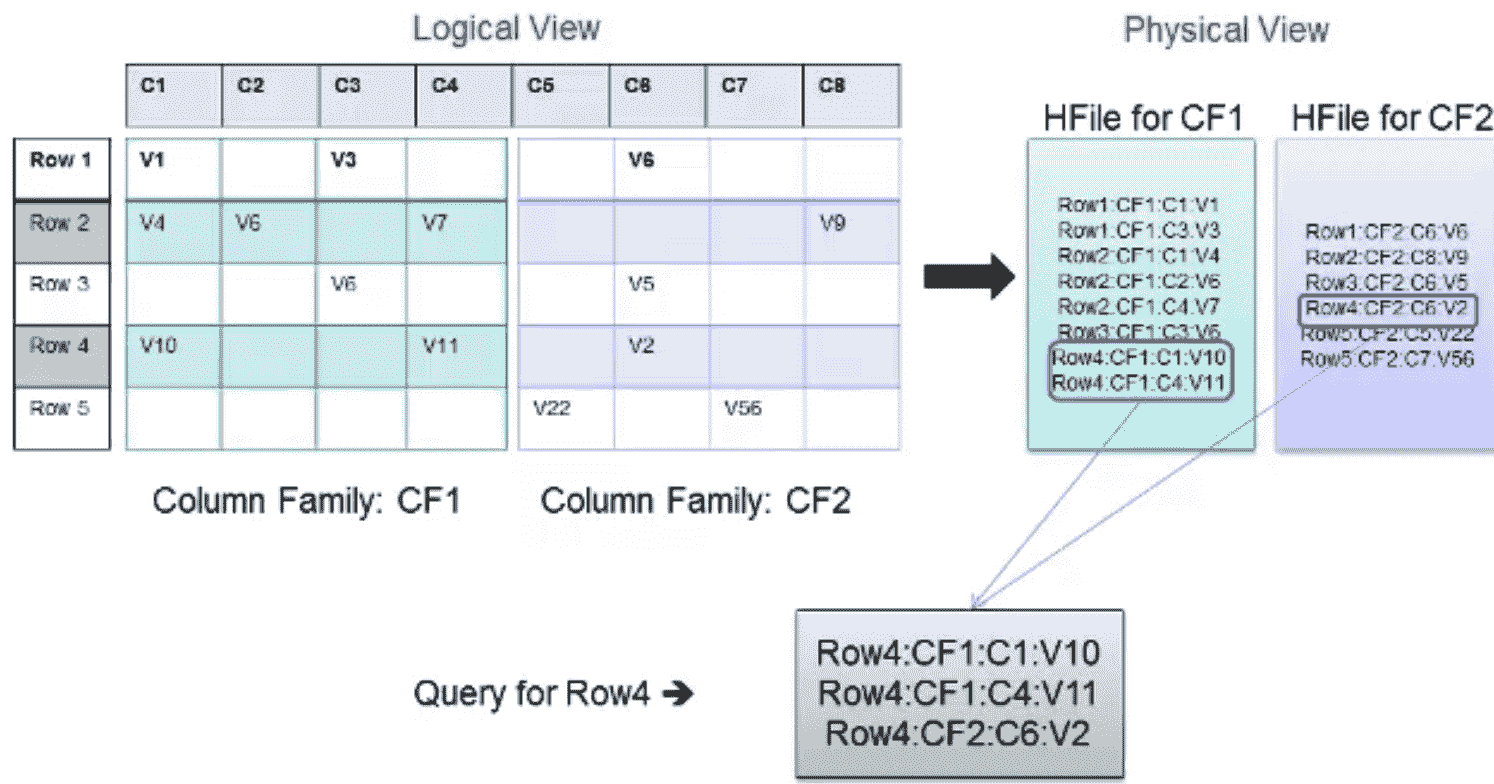 Logical View
Physical View
C1 C2 C3 C4 C5 C6 C7 C8
Row 1 V1 V3 V6
Row 2 V4 V6 V7 V9
Row 3 V6 V5
Row 4 V10 V11 V2
Row 5 V22 V56
Column Family: CF1
Column Family: CF2
HFile for CF1
Row1:CF1:C1:V1
Row1:CF1:C3:V3
Row2:CF1:C1:V4
Row2:CF1:C2:V6
Row2:CF1:C4:V7
Row3:CF1:C3:V6
Row4:CF1:C1:V10
Row4:CF1:C4:V11
HFile for CF2
Row1:CF2:C6:V6
Row2:CF2:C8:V9
Row3:CF2:C6:V5
Row4:CF2:C6:V2
Row5:CF2:C5:V22
Row5:CF2:C7:V56
Query for Row4 ➔
Row4:CF1:C1:V10
Row4:CF1:C4:V11
Row4:CF2:C6:V2